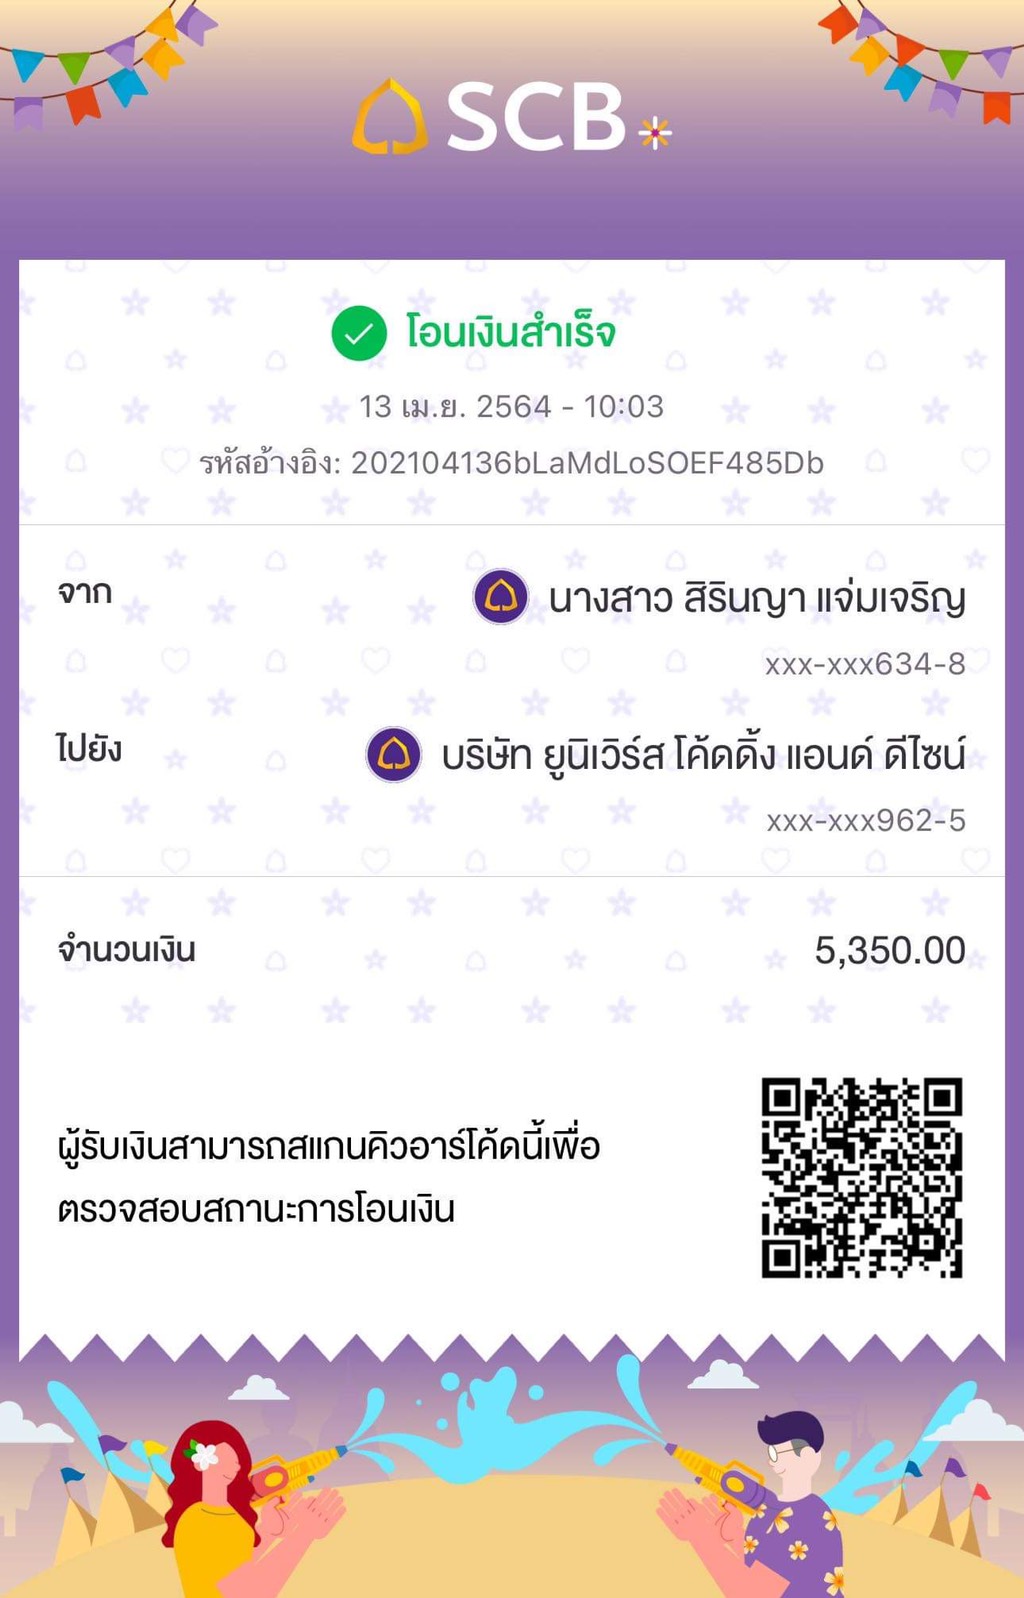 SCB
โอนเงินสำเร็จ
13 เม.ย. 2564 - 10:03
รหัสอ้างอิง: 202104136bLaMdLoSOEF485Db
จาก
นางสาว สิรินญา แจ่มเจริญ
xxx-xxx634-8
ไปยัง
บริษัท ยูนิเวิร์ส โค้ดดิ้ง แอนด์ ดีไซน์
xxx-xxx962-5
จำนวนเงิน
5,350.00
ผู้รับเงินสามารถสแกนคิวอาร์โค้ดนี้เพื่อ
ตรวจสอบสถานะการโอนเงิน